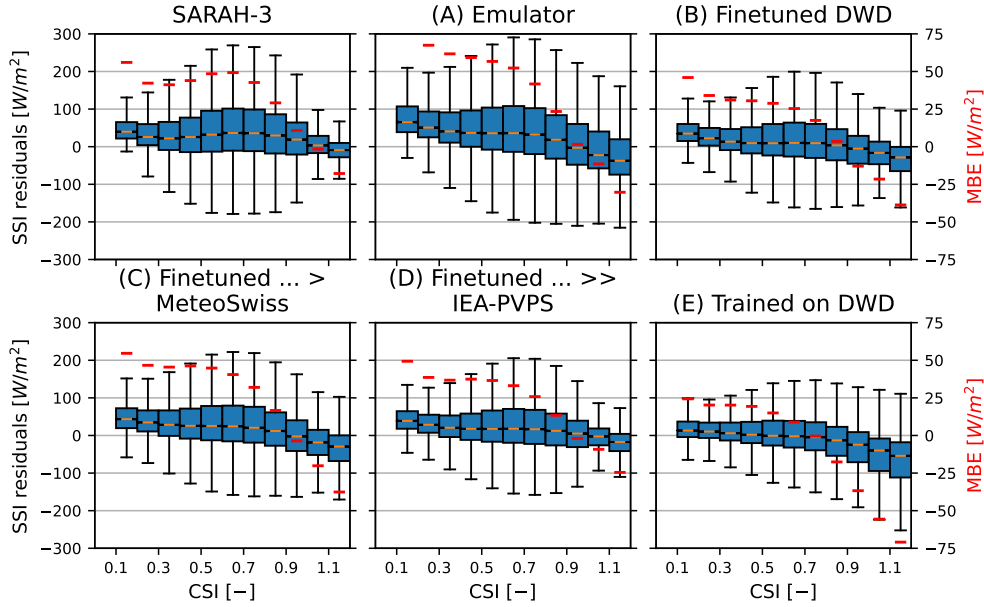 SARAH-3
(A) Emulator
(B) Finetuned DWD
300
200
100
0
−100
−200
−300
SSI residuals [W/m²]
75
50
25
0
−25
−50
−75
MBE [W/m²]
(C) Finetuned ... >
MeteoSwiss
(D) Finetuned ... >>
IEA-PVPS
(E) Trained on DWD
300
200
100
0
−100
−200
−300
SSI residuals [W/m²]
75
50
25
0
−25
−50
−75
MBE [W/m²]
0.1 0.3 0.5 0.7 0.9 1.1
0.1 0.3 0.5 0.7 0.9 1.1
0.1 0.3 0.5 0.7 0.9 1.1
CSI [−]
CSI [−]
CSI [−]